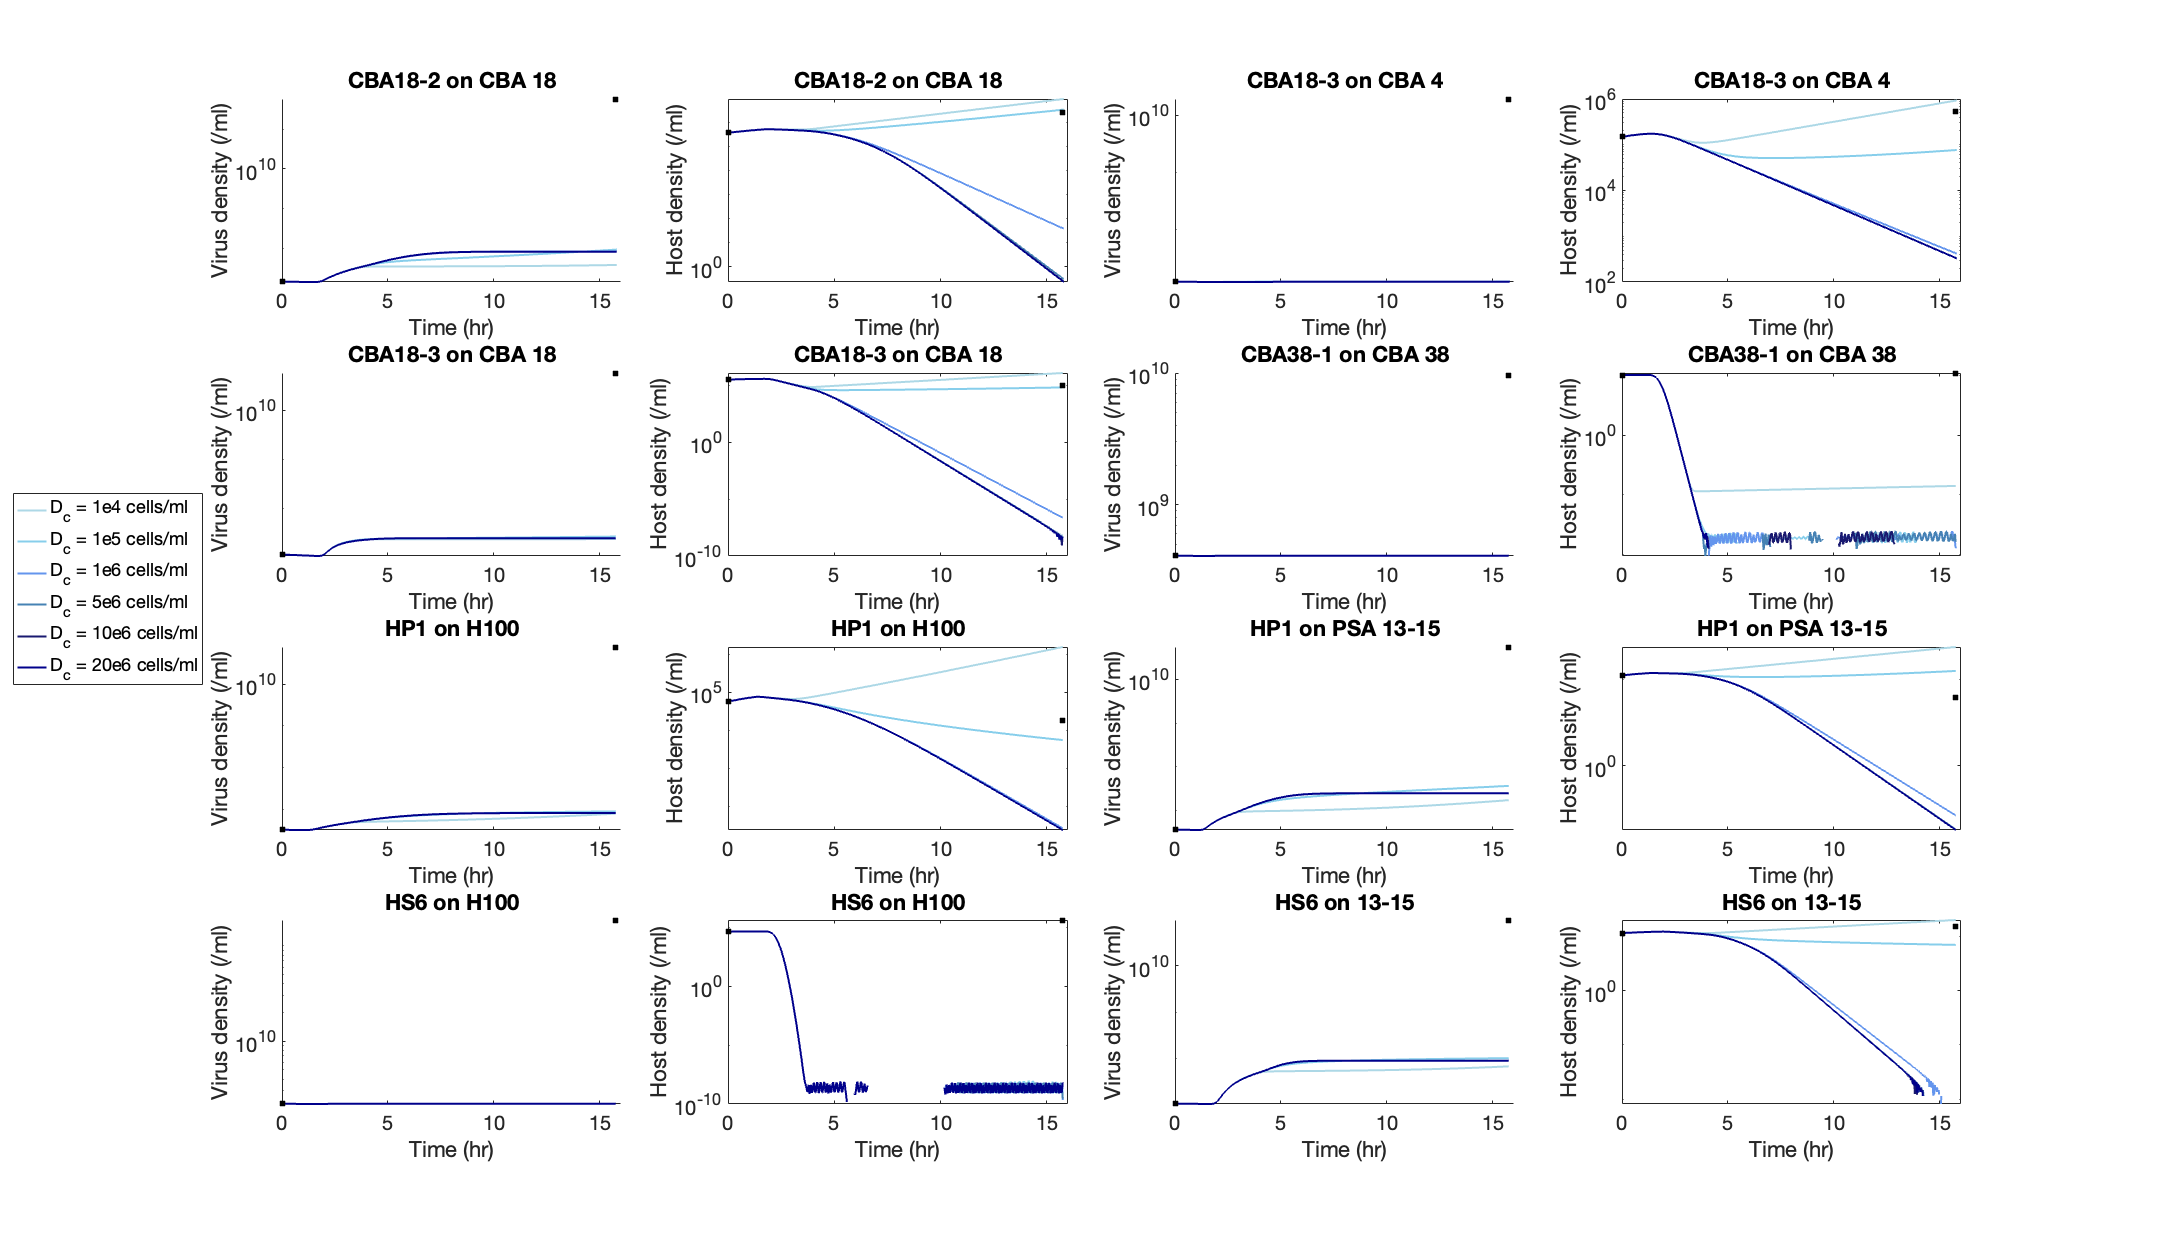 CBA18-2 on CBA 18
CBA18-2 on CBA 18
CBA18-3 on CBA 4
CBA18-3 on CBA 4
Virus density (/ml)
10^10
0 5 10 15
Time (hr)
Host density (/ml)
10^0
0 5 10 15
Time (hr)
Virus density (/ml)
10^10
0 5 10 15
Time (hr)
Host density (/ml)
10^6
10^4
10^2
0 5 10 15
Time (hr)
CBA18-3 on CBA 18
CBA18-3 on CBA 18
CBA38-1 on CBA 38
CBA38-1 on CBA 38
Virus density (/ml)
10^10
0 5 10 15
Time (hr)
Host density (/ml)
10^0
10^-10
0 5 10 15
Time (hr)
Virus density (/ml)
10^10
10^9
0 5 10 15
Time (hr)
Host density (/ml)
10^0
0 5 10 15
Time (hr)
D_c = 1e4 cells/ml
D_c = 1e5 cells/ml
D_c = 1e6 cells/ml
D_c = 5e6 cells/ml
D_c = 10e6 cells/ml
D_c = 20e6 cells/ml
HP1 on H100
HP1 on H100
HP1 on PSA 13-15
HP1 on PSA 13-15
Virus density (/ml)
10^10
0 5 10 15
Time (hr)
Host density (/ml)
10^5
0 5 10 15
Time (hr)
Virus density (/ml)
10^10
0 5 10 15
Time (hr)
Host density (/ml)
10^0
0 5 10 15
Time (hr)
HS6 on H100
HS6 on H100
HS6 on 13-15
HS6 on 13-15
Virus density (/ml)
10^10
0 5 10 15
Time (hr)
Host density (/ml)
10^0
10^-10
0 5 10 15
Time (hr)
Virus density (/ml)
10^10
0 5 10 15
Time (hr)
Host density (/ml)
10^0
0 5 10 15
Time (hr)